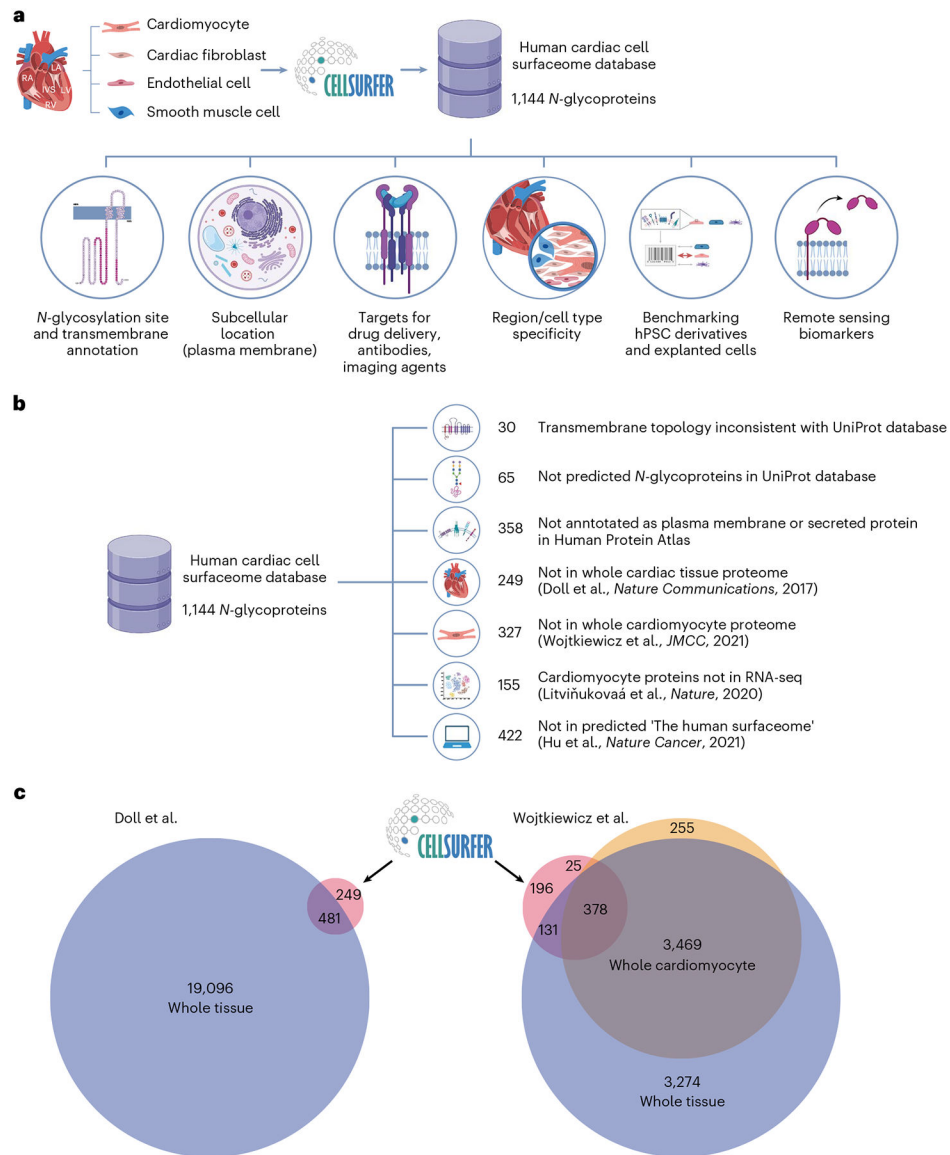 a
Cardiomyocyte
Cardiac fibroblast
Endothelial cell
Smooth muscle cell
LA
RA
IVS LV
RV
CELLSURFER
Human cardiac cell
surfaceome database
1,144 N-glycoproteins
N-glycosylation site
and transmembrane
annotation
Subcellular
location
(plasma membrane)
Targets for
drug delivery,
antibodies,
imaging agents
Region/cell type
specificity
Benchmarking
hPSC derivatives
and explanted cells
Remote sensing
biomarkers
b
Human cardiac cell
surfaceome database
1,144 N-glycoproteins
30 Transmembrane topology inconsistent with UniProt database
65 Not predicted N-glycoproteins in UniProt database
358 Not anntotated as plasma membrane or secreted protein
in Human Protein Atlas
249 Not in whole cardiac tissue proteome
(Doll et al., Nature Communications, 2017)
327 Not in whole cardiomyocyte proteome
(Wojtkiewicz et al., JMCC, 2021)
155 Cardiomyocyte proteins not in RNA-seq
(Litviňukovaá et al., Nature, 2020)
422 Not in predicted 'The human surfaceome'
(Hu et al., Nature Cancer, 2021)
c
Doll et al.
CELLSURFER
Wojtkiewicz et al.
249
481
19,096
Whole tissue
255
25
196
378
131
3,469
Whole cardiomyocyte
3,274
Whole tissue